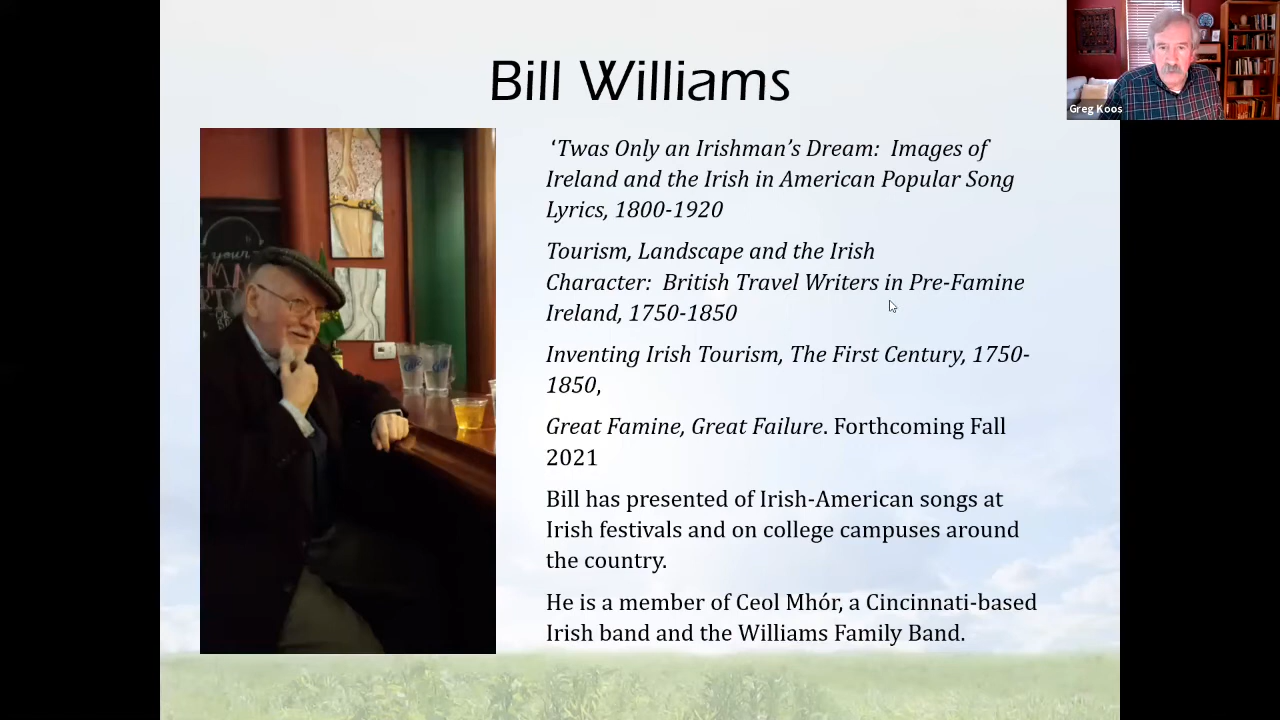 Bill Williams
Greg Koos
‘Twas Only an Irishman’s Dream: Images of
Ireland and the Irish in American Popular Song
Lyrics, 1800-1920
Tourism, Landscape and the Irish
Character: British Travel Writers in Pre-Famine
Ireland, 1750-1850
Inventing Irish Tourism, The First Century, 1750-
1850,
Great Famine, Great Failure. Forthcoming Fall
2021
Bill has presented of Irish-American songs at
Irish festivals and on college campuses around
the country.
He is a member of Ceol Mhór, a Cincinnati-based
Irish band and the Williams Family Band.